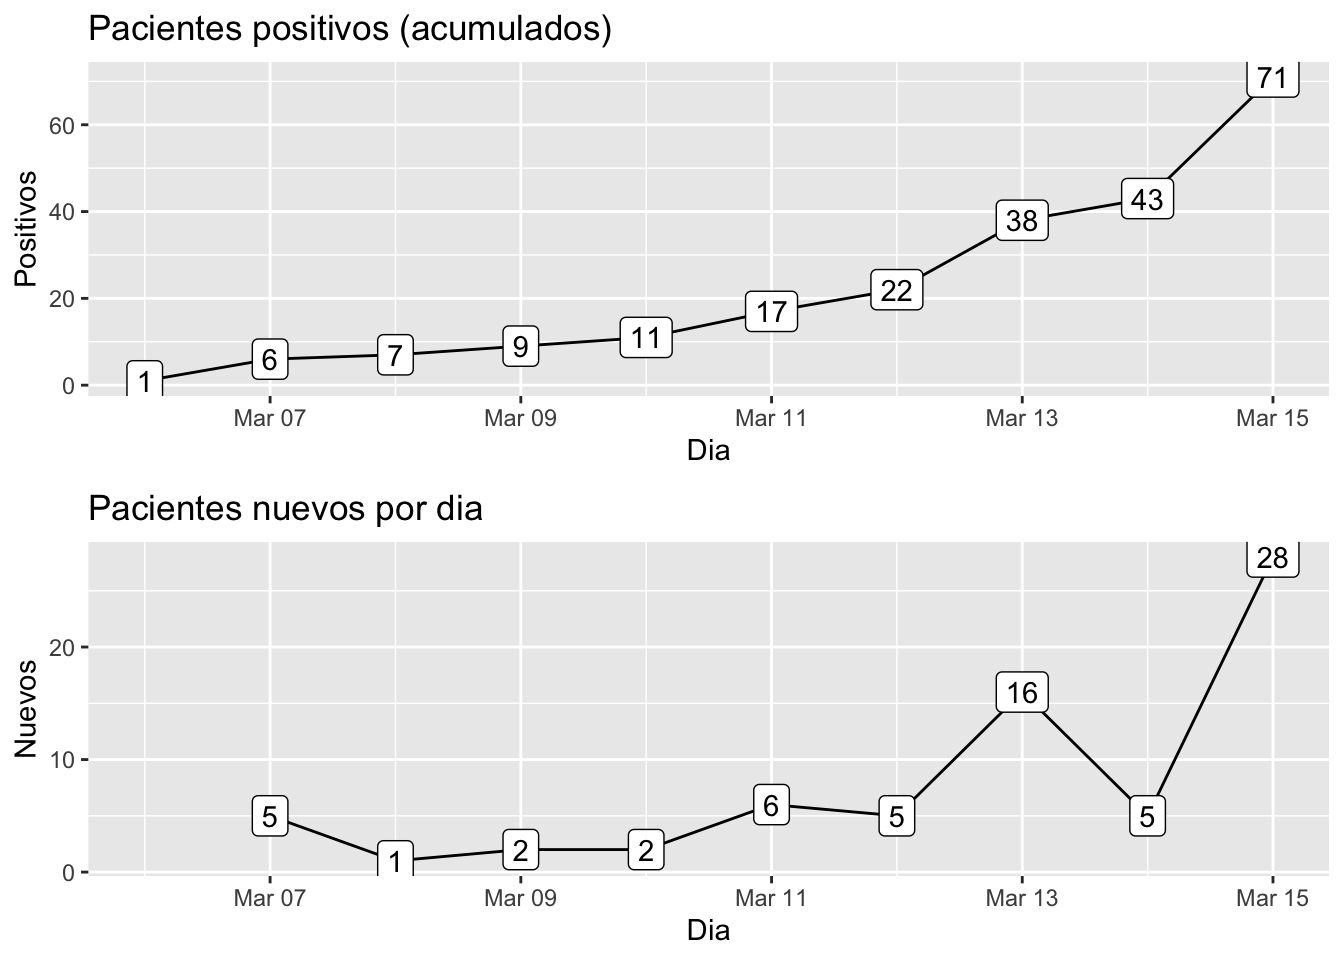 Pacientes positivos (acumulados)
71
60
43
40
38
Positivos
22
20
17
11
9
7
6
1
0
Mar 07 Mar 09 Mar 11 Mar 13 Mar 15
Dia
Pacientes nuevos por dia
28
20
16
Nuevos
10
6
5 5 5
2 2
1
0
Mar 07 Mar 09 Mar 11 Mar 13 Mar 15
Dia